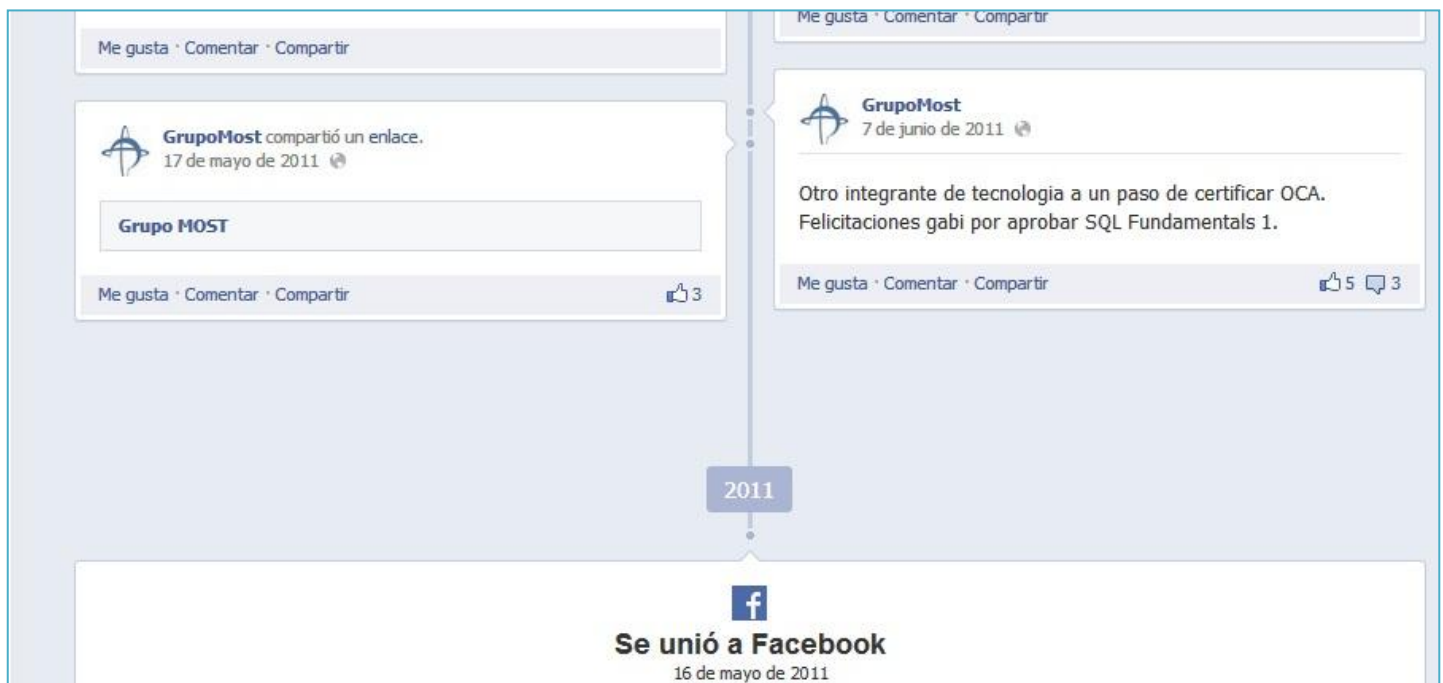 Me gusta · Comentar · Compartir
Me gusta · Comentar · Compartir
GrupoMost compartió un enlace.
17 de mayo de 2011
Grupo MOST
Me gusta · Comentar · Compartir
3
GrupoMost
7 de junio de 2011
Otro integrante de tecnologia a un paso de certificar OCA.
Felicitaciones gabi por aprobar SQL Fundamentals 1.
Me gusta · Comentar · Compartir
5 3
2011
f
Se unió a Facebook
16 de mayo de 2011